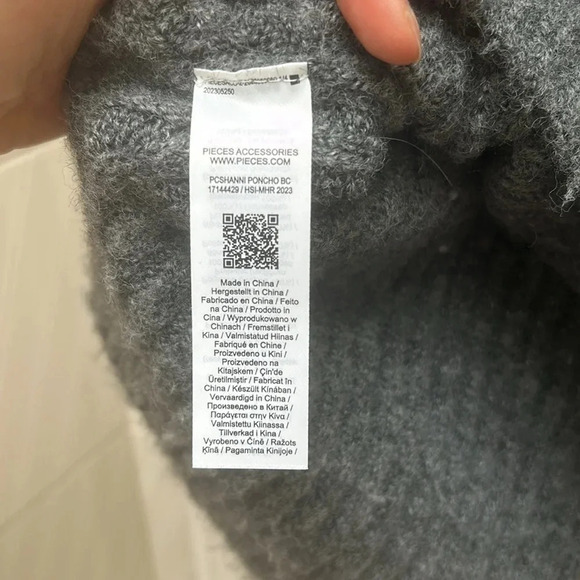 202305250
PIECES ACCESSORIES
WWW.PIECES.COM
PCSHANNI PONCHO BC
17144429 / HSI-MHR 2023
Made in China /
Hergestellt in China /
Fabricado en China / Feito
na China / Prodotto in
Cina / Wyprodukowano w
Chinach / Fremstillet i
Kina / Valmistatud Hiinas /
Fabriqué en Chine /
Proizvedeno u Kini /
Proizvedeno na
Kitajskem / Çin'de
Üretilmiştir / Fabricat în
China / Készült Kínában /
Vervaardigd in China /
Произведено в Китай /
Παράγεται στην Κίνα /
Valmistettu Kiinassa /
Tillverkad i Kina /
Vyrobeno v Číně / Ražots
Ķīnā / Pagaminta Kinijoje /